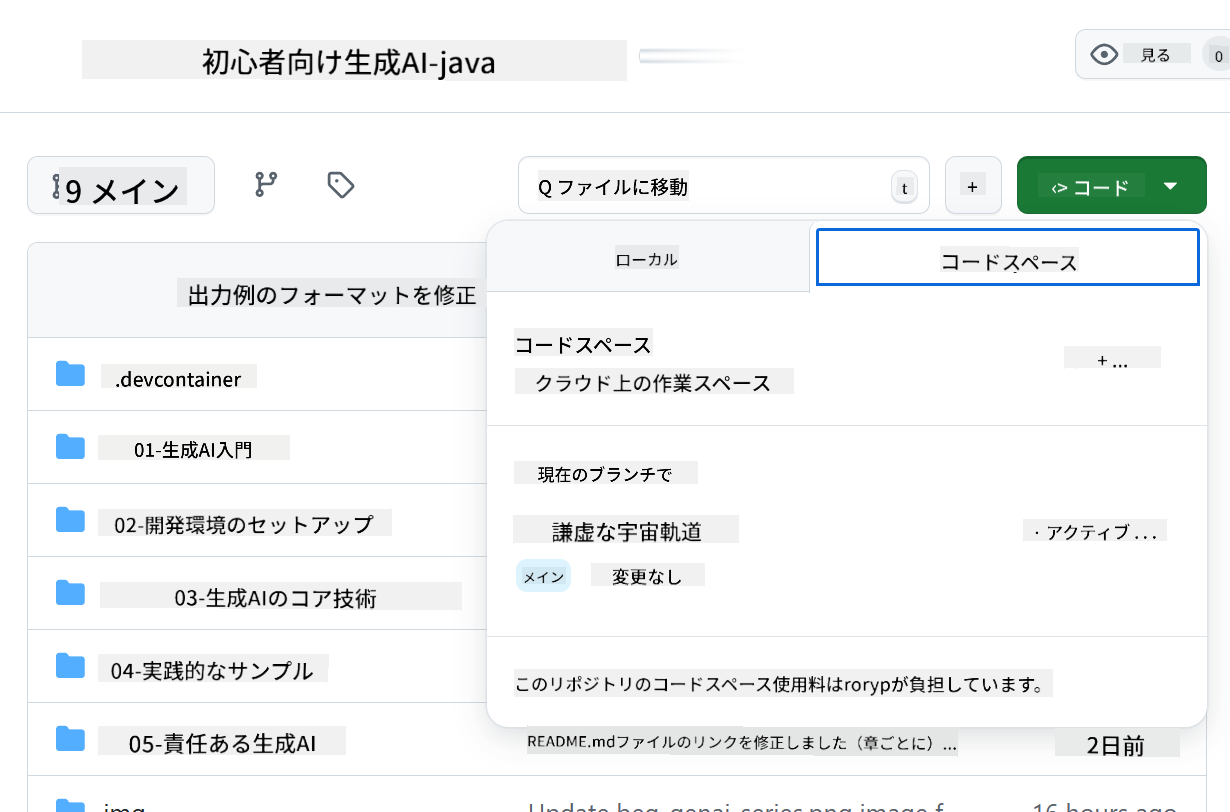 初心者向け生成AI-java
見る 0
9 メイン
Q ファイルに移動 t
+
<> コード
ローカル
コードスペース
出力例のフォーマットを修正
コードスペース
クラウド上の作業スペース
+ ...
.devcontainer
01-生成AI入門
現在のブランチで
02-開発環境のセットアップ
謙虚な宇宙軌道
· アクティブ...
メイン 変更なし
03-生成AIのコア技術
04-実践的なサンプル
このリポジトリのコードスペース使用料はrorypが負担しています。
05-責任ある生成AI
README.mdファイルのリンクを修正しました（章ごとに）...
2日前
img
Update beg-genai-series.png image f
16 hours ago